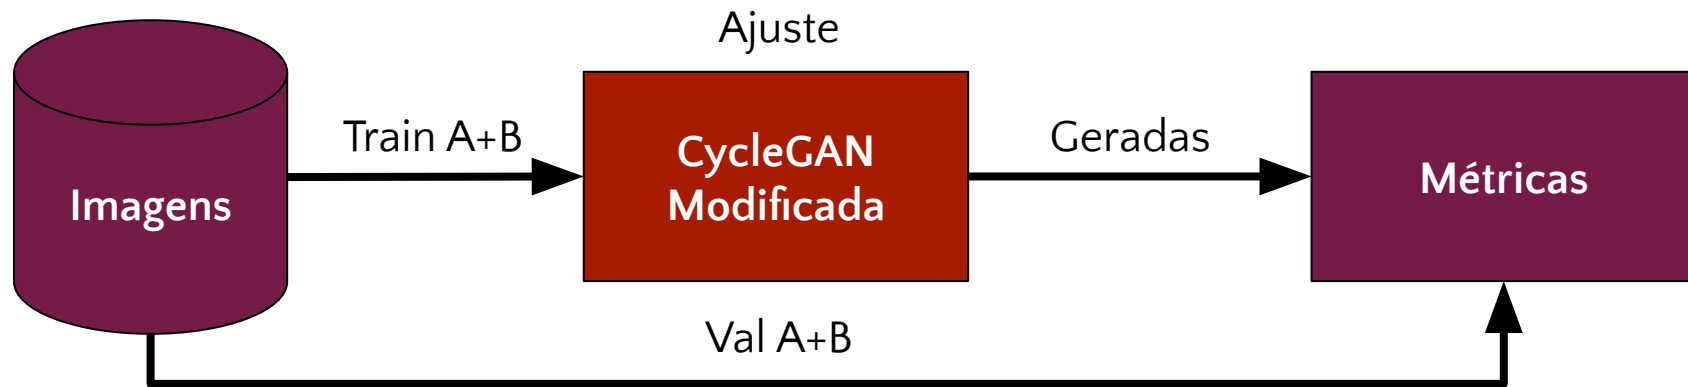 Ajuste
Imagens
Train A+B
CycleGAN
Modificada
Geradas
Métricas
Val A+B